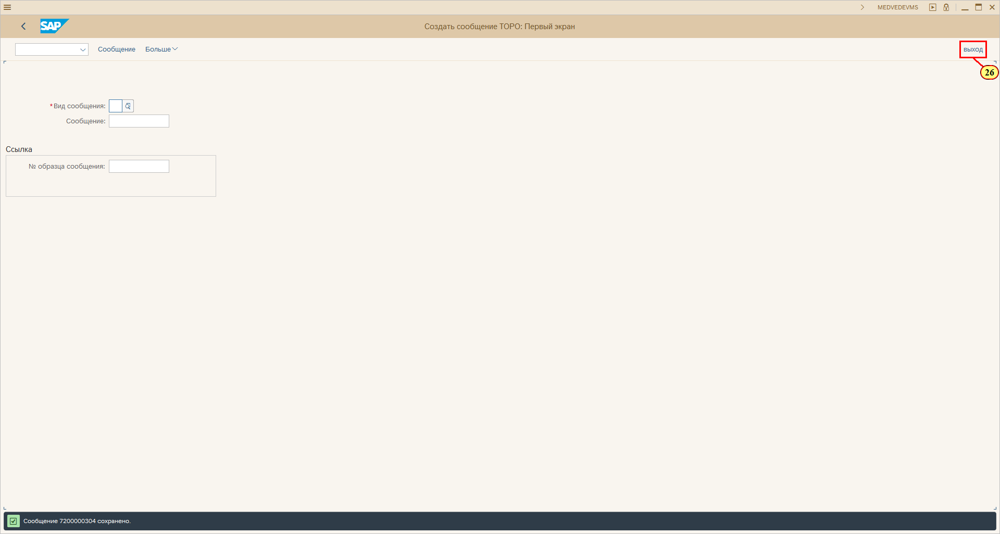 MEDVEDEVMS
SAP
Создать сообщение ТОРО: Первый экран
Сообщение Больше
ВЫХОД
26
*Вид сообщения:
Сообщение:
Ссылка
№ образца сообщения:
Сообщение 7200000304 сохранено.